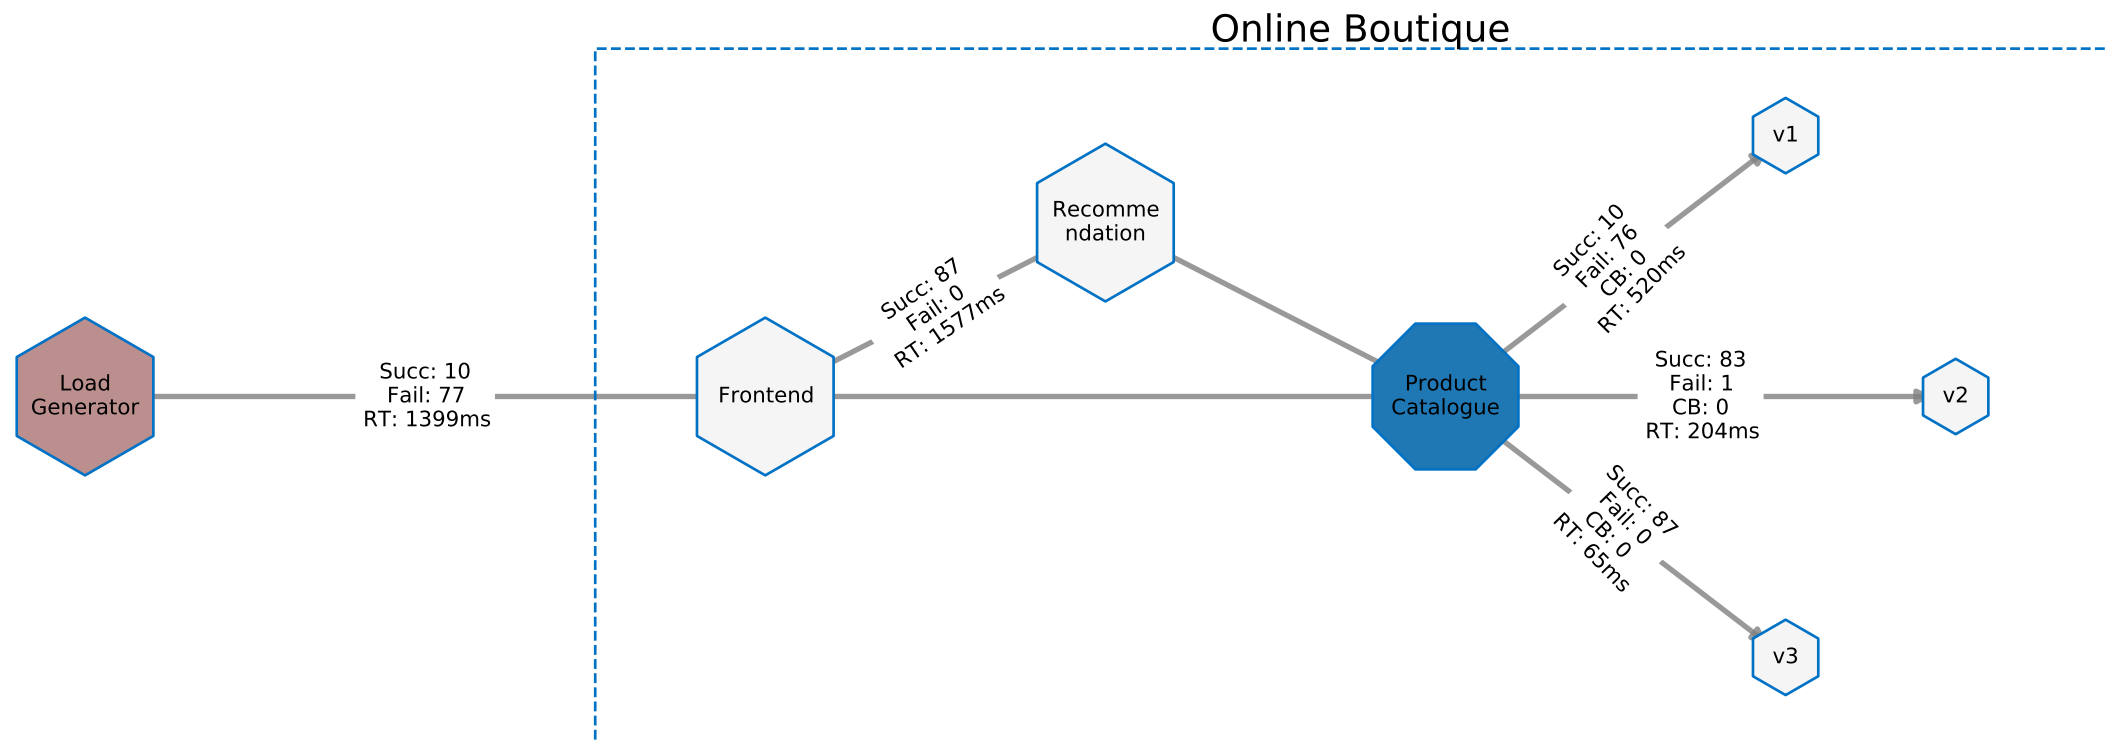 Online Boutique
Load
Generator
Succ: 10
Fail: 77
RT: 1399ms
Frontend
Succ: 87
Fail: 0
RT: 1577ms
Recomme
ndation
Product
Catalogue
Succ: 10
Fail: 76
CB: 0
RT: 520ms
v1
Succ: 83
Fail: 1
CB: 0
RT: 204ms
v2
Succ: 87
Fail: 0
CB: 0
RT: 65ms
v3